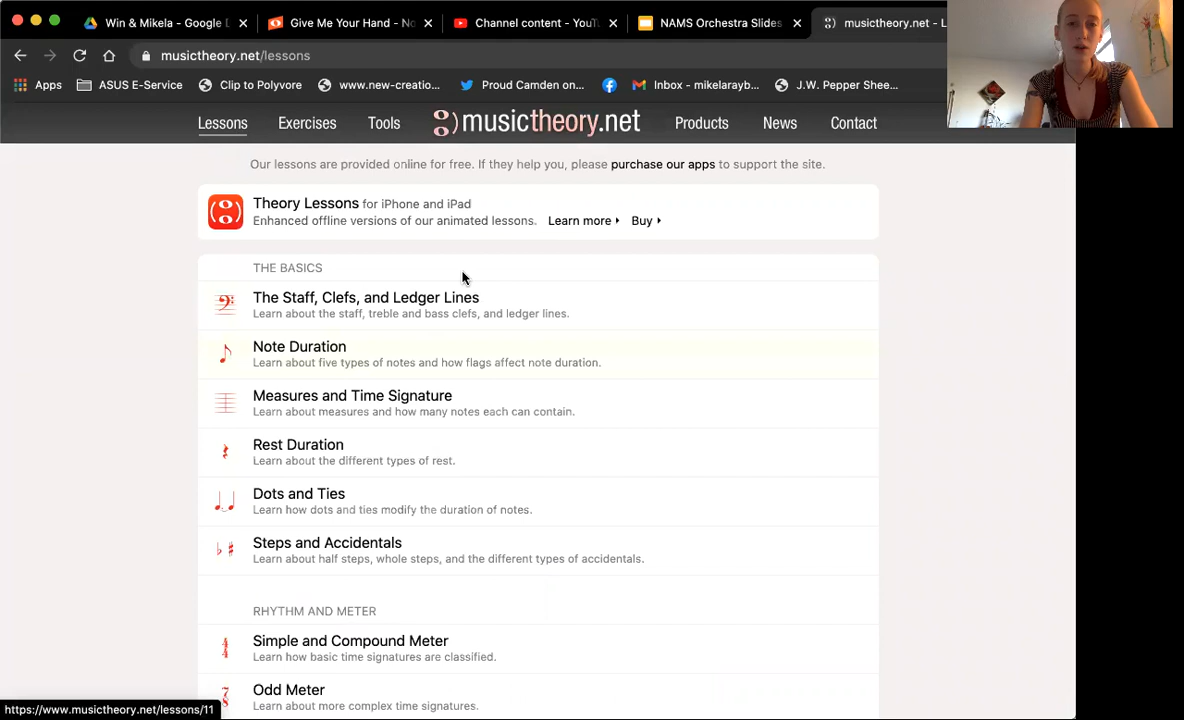 Win & Mikela - Google D
Give Me Your Hand - No
Channel content - YouTu
NAMS Orchestra Slides
musictheory.net - L
musictheory.net/lessons
Apps
ASUS E-Service
Clip to Polyvore
www.new-creatio...
Proud Camden on...
Inbox - mikelarayb...
J.W. Pepper Shee...
Lessons
Exercises
Tools
musictheory.net
Products
News
Contact
Our lessons are provided online for free. If they help you, please purchase our apps to support the site.
Theory Lessons for iPhone and iPad
Enhanced offline versions of our animated lessons. Learn more Buy
THE BASICS
The Staff, Clefs, and Ledger Lines
Learn about the staff, treble and bass clefs, and ledger lines.
Note Duration
Learn about five types of notes and how flags affect note duration.
Measures and Time Signature
Learn about measures and how many notes each can contain.
Rest Duration
Learn about the different types of rest.
Dots and Ties
Learn how dots and ties modify the duration of notes.
Steps and Accidentals
Learn about half steps, whole steps, and the different types of accidentals.
RHYTHM AND METER
Simple and Compound Meter
Learn how basic time signatures are classified.
Odd Meter
Learn about more complex time signatures.
https://www.musictheory.net/lessons/11